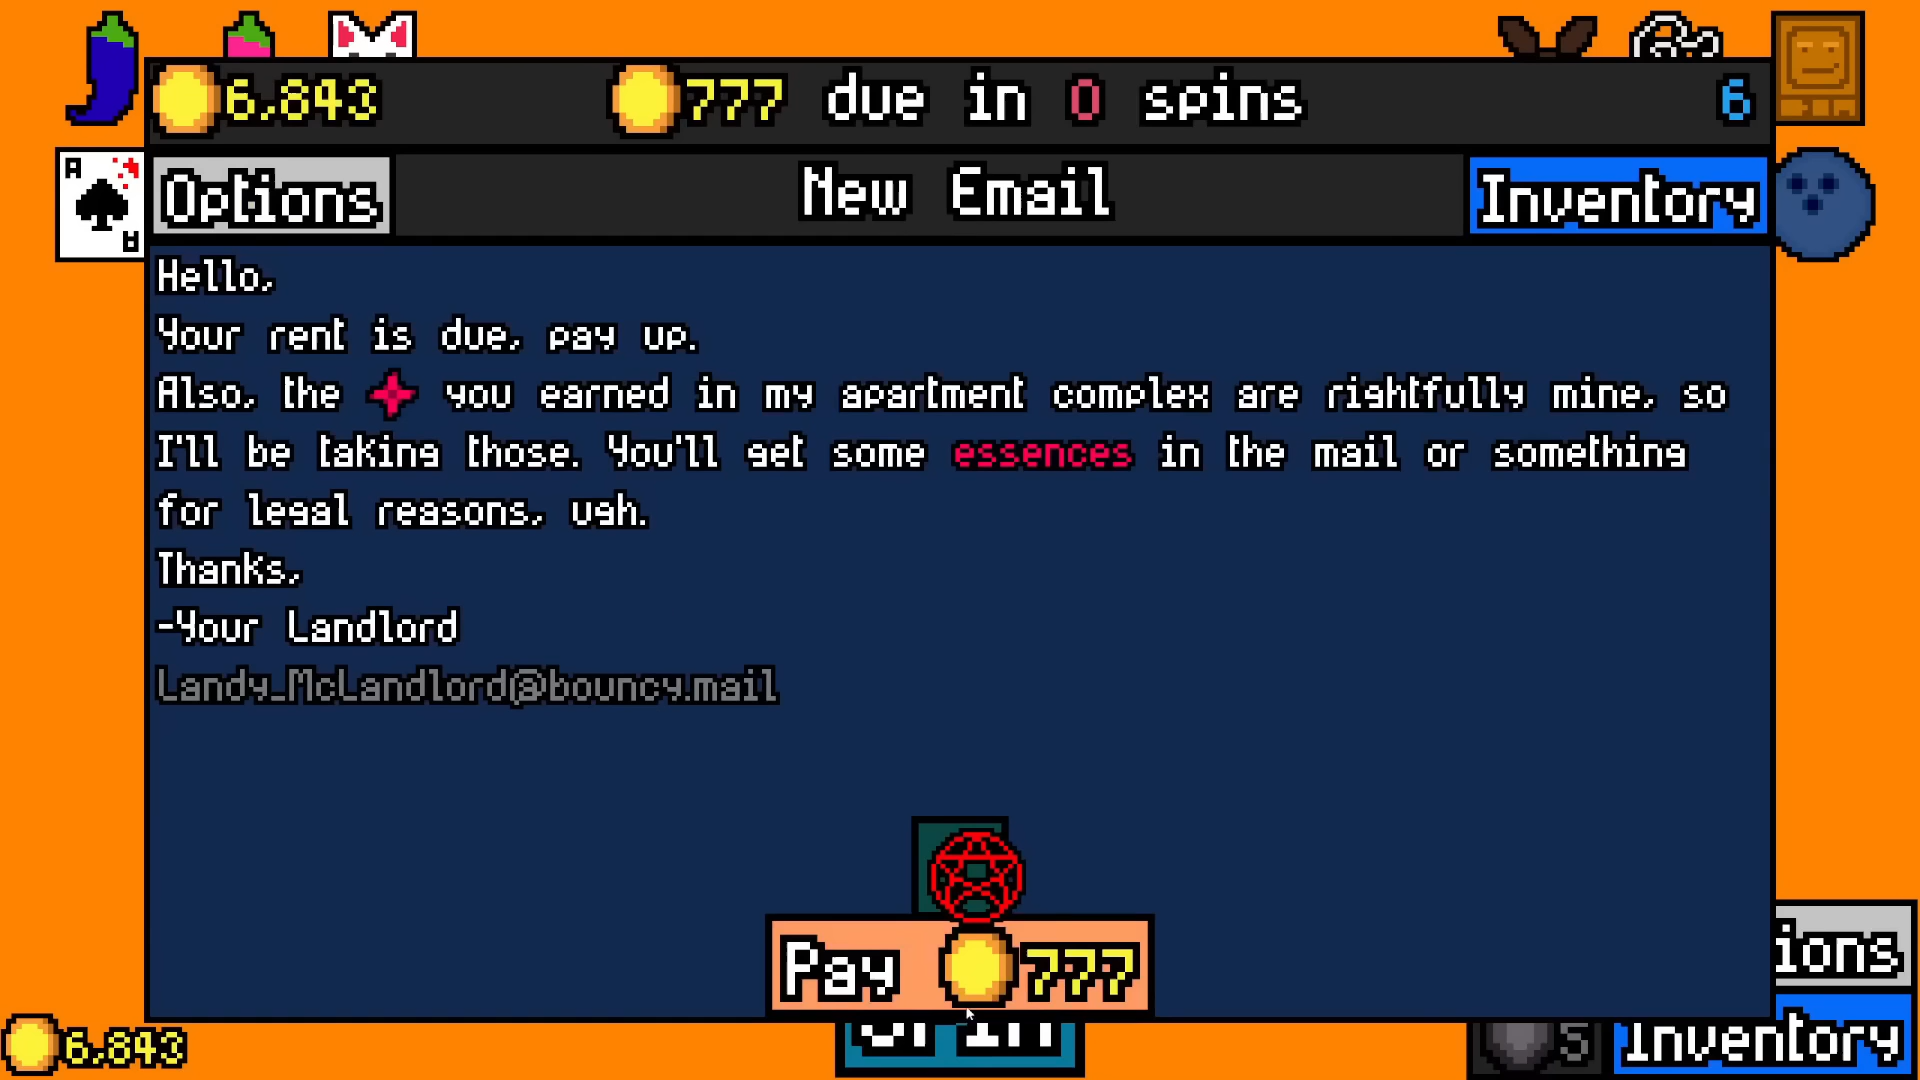 6,843
777 due in 0 spins
6
A
A
Options
New Email
Inventory
Hello,
Your rent is due, pay up.
Also, the you earned in my apartment complex are rightfully mine, so
I'll be taking those. You'll get some essences in the mail or something
for legal reasons, ugh.
Thanks,
-Your Landlord
Landy_McLandlord@bouncy.mail
Pay 777
ions
6,843
5
Inventory